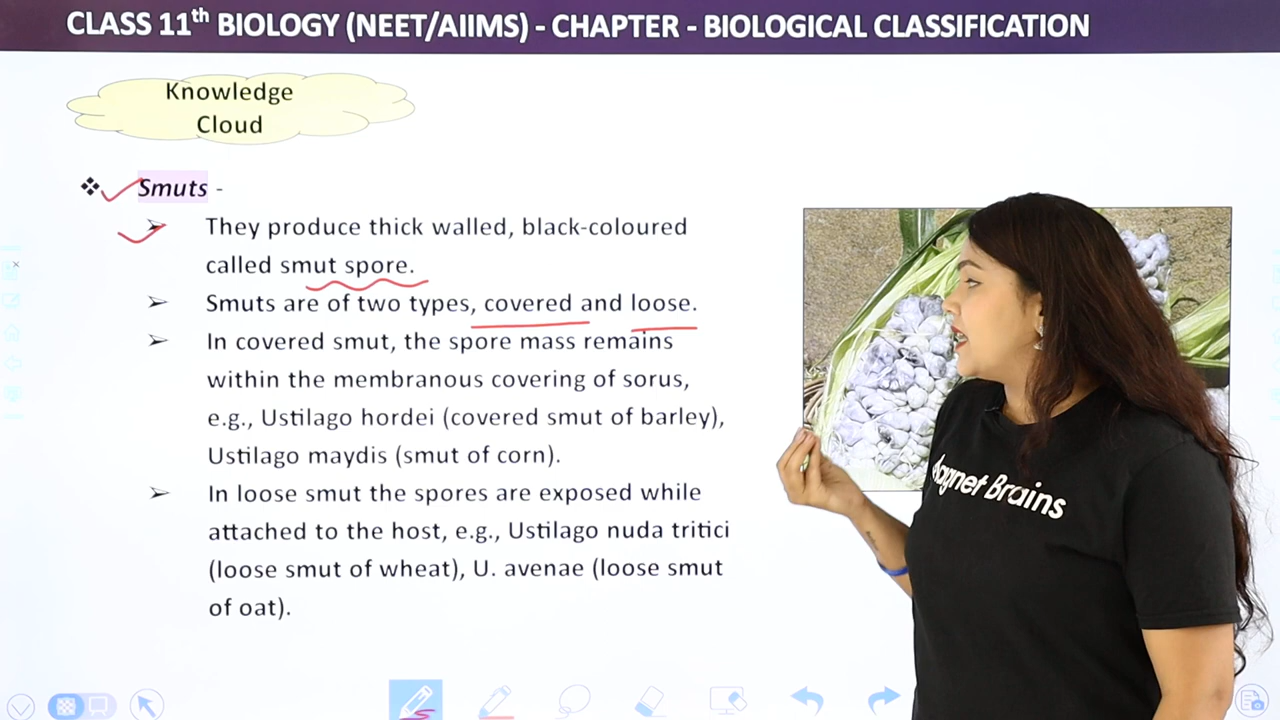 CLASS 11th BIOLOGY (NEET/AIIMS) - CHAPTER - BIOLOGICAL CLASSIFICATION
Knowledge
Cloud
Smuts -
They produce thick walled, black-coloured
called smut spore.
Smuts are of two types, covered and loose.
In covered smut, the spore mass remains
within the membranous covering of sorus,
e.g., Ustilago hordei (covered smut of barley),
Ustilago maydis (smut of corn).
In loose smut the spores are exposed while
attached to the host, e.g., Ustilago nuda tritici
(loose smut of wheat), U. avenae (loose smut
of oat).
Magnet Brains